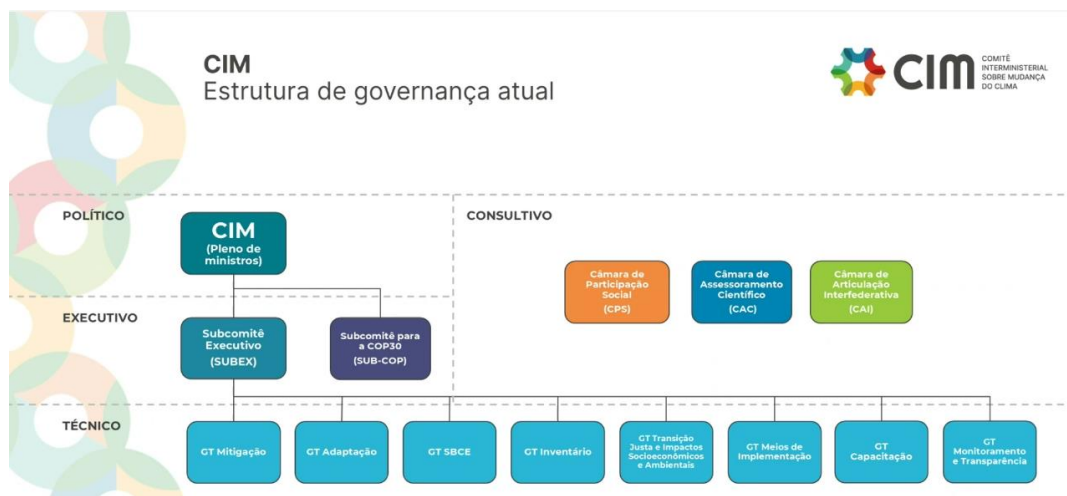 CIM
Estrutura de governança atual
CIM
COMITÊ
INTERMINISTERIAL
SOBRE MUDANÇA
DO CLIMA
POLÍTICO
CONSULTIVO
CIM
(Pleno de
ministros)
Câmara de
Participação
Social
(CPS)
Câmara de
Assessoramento
Científico
(CAC)
Câmara de
Articulação
Interfederativa
(CAI)
EXECUTIVO
Subcomitê
Executivo
(SUBEX)
Subcomitê para
a COP30
(SUB-COP)
TÉCNICO
GT Mitigação
GT Adaptação
GT SBCE
GT Inventário
GT Transição
Justa e Impactos
Socioeconômicos
e Ambientais
GT Meios de
Implementação
GT
Capacitação
GT
Monitoramento
e Transparência